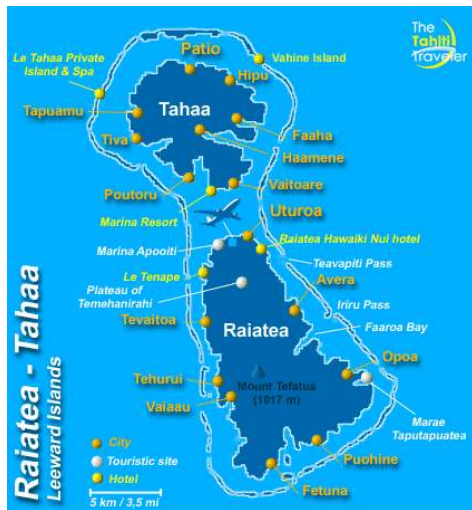 The
Tahiti
Traveler
Le Tahaa Private
Island & Spa
Patio
Vahine Island
Hipu
Tapuamu
Tahaa
Faaha
Tiva
Haamene
Poutoru
Vaitoare
Marina Resort
Uturoa
Marina Apooiti
Raiatea Hawaiki Nui hotel
Le Tenape
Teavapiti Pass
Plateau of
Temehanirahi
Avera
Iriru Pass
Tevaitoa
Raiatea
Faaroa Bay
Opoa
Tehurui
Mount Tefatua
(1917 m)
Vaiaau
Marae
Taputapuatea
Puohine
Fetuna
Raiatea - Tahaa
Leeward Islands
City
Touristic site
Hotel
5 km / 3,5 mi